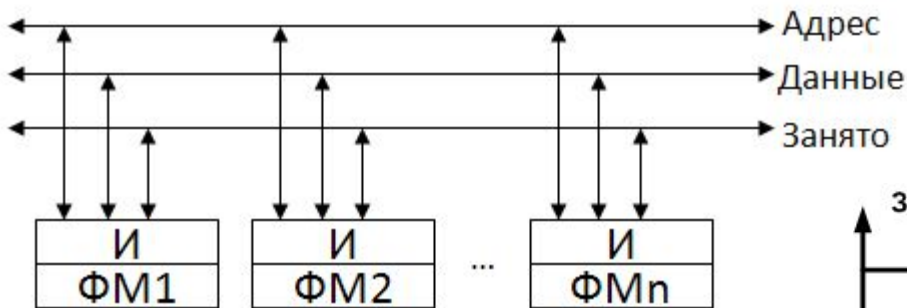 Адрес
Данные
Занято
З
И И ... И
ФМ1 ФМ2 ФМn